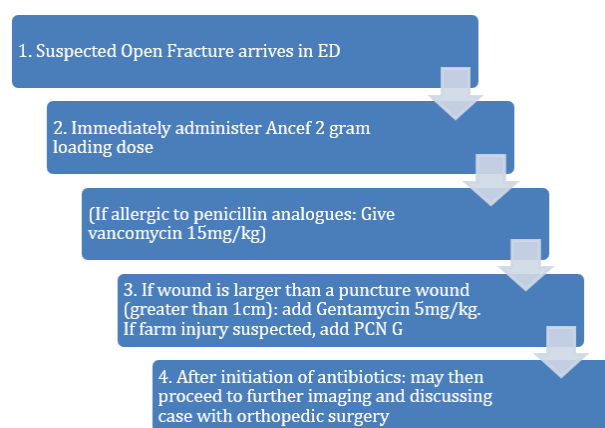 1. Suspected Open Fracture arrives in ED
2. Immediately administer Ancef 2 gram
loading dose
(If allergic to penicillin analogues: Give
vancomycin 15mg/kg)
3. If wound is larger than a puncture wound
(greater than 1cm): add Gentamycin 5mg/kg.
If farm injury suspected, add PCN G
4. After initiation of antibiotics: may then
proceed to further imaging and discussing
case with orthopedic surgery